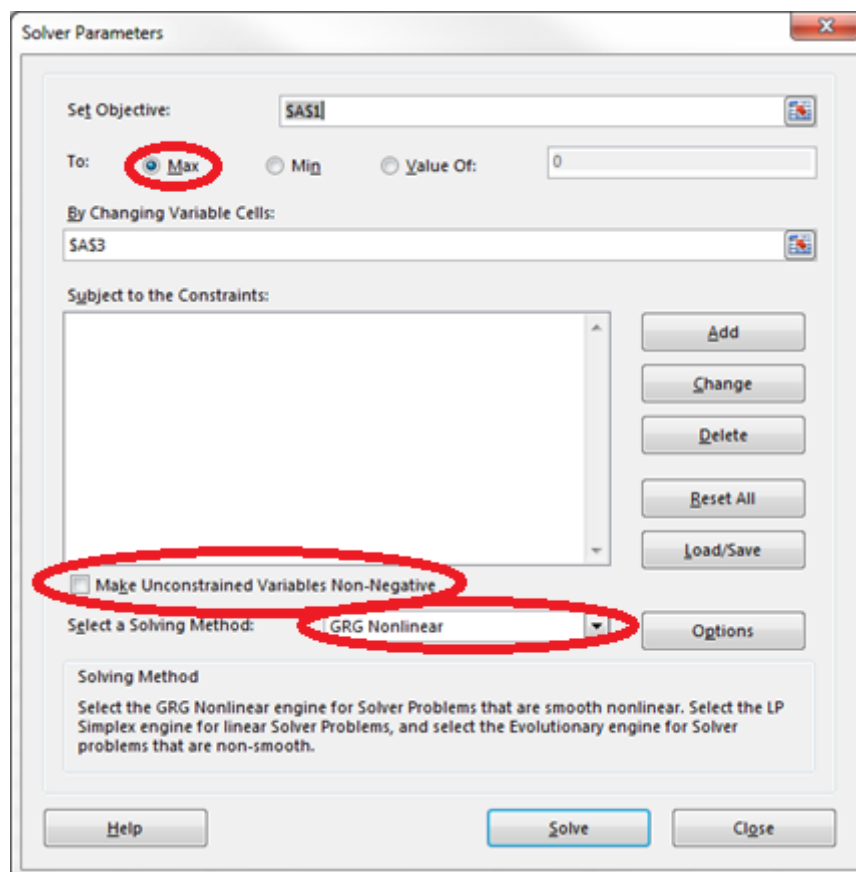 Solver Parameters
Set Objective: $A$1
To: Max Min Value Of: 0
By Changing Variable Cells:
$A$3
Subject to the Constraints:
Add
Change
Delete
Reset All
Load/Save
Make Unconstrained Variables Non-Negative
Select a Solving Method: GRG Nonlinear Options
Solving Method
Select the GRG Nonlinear engine for Solver Problems that are smooth nonlinear. Select the LP
Simplex engine for linear Solver Problems, and select the Evolutionary engine for Solver
problems that are non-smooth.
Help Solve Close